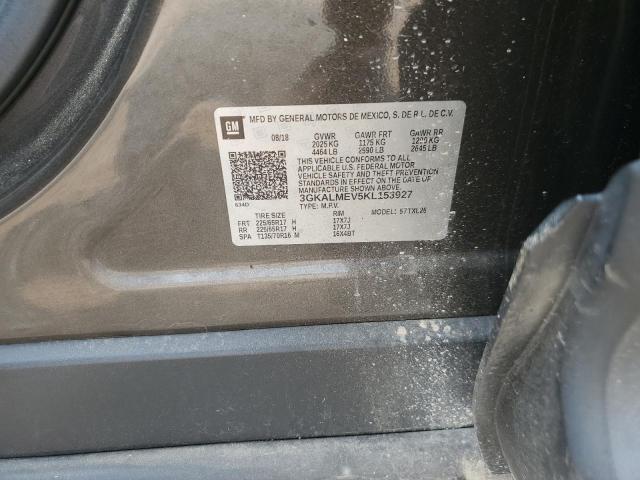 GM
MFD BY GENERAL MOTORS DE MEXICO, S. DE R.L. DE C.V.
08/18 GVWR GAWR FRT GAWR RR
2025 KG 1175 KG 1200 KG
4464 LB 2590 LB 2645 LB
THIS VEHICLE CONFORMS TO ALL
APPLICABLE U.S. FEDERAL MOTOR
VEHICLE SAFETY AND THEFT PREVENTION
STANDARDS IN EFFECT ON THE DATE OF
MANUFACTURE SHOWN ABOVE.
3GKALMEV5KL153927
TYPE: M.P.V. MODEL: 57TXL26
TIRE SIZE RIM
FRT 225/65R17 H 17X7J
RR 225/65R17 H 17X7J
SPA T135/70R16 M 16X4BT